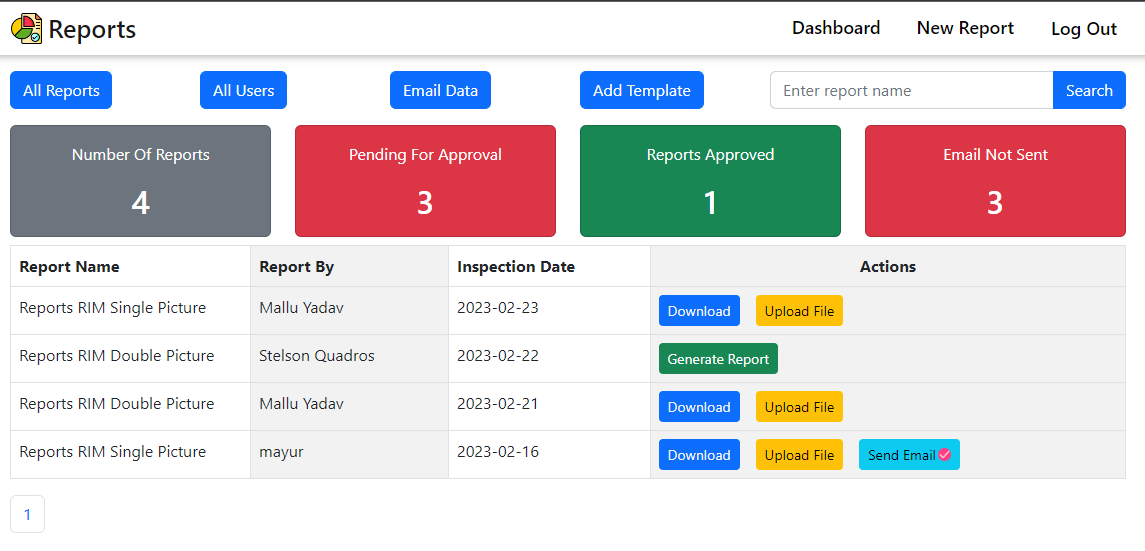 Reports Dashboard New Report Log Out
All Reports All Users Email Data Add Template Enter report name Search
Number Of Reports Pending For Approval Reports Approved Email Not Sent
4 3 1 3
Report Name Report By Inspection Date Actions
Reports RIM Single Picture Mallu Yadav 2023-02-23 Download Upload File
Reports RIM Double Picture Stelson Quadros 2023-02-22 Generate Report
Reports RIM Double Picture Mallu Yadav 2023-02-21 Download Upload File
Reports RIM Single Picture mayur 2023-02-16 Download Upload File Send Email
1